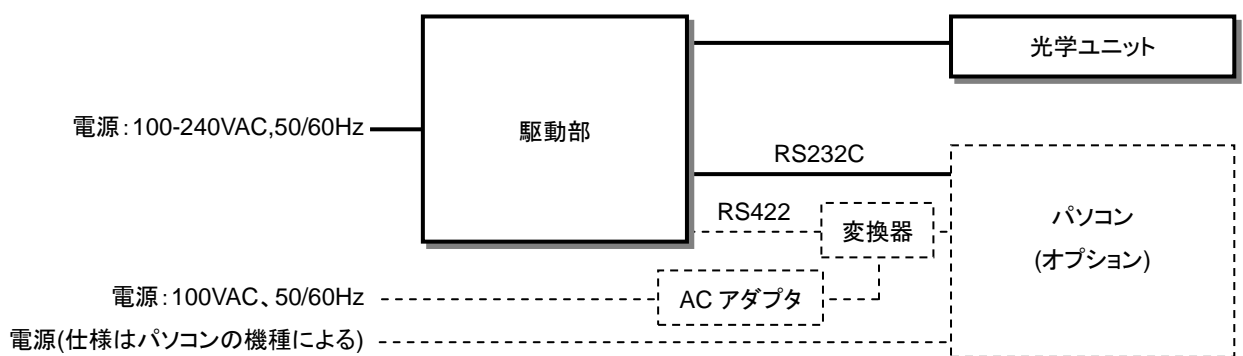 光学ユニット
電源:100-240VAC,50/60Hz
駆動部
RS232C
RS422
変換器
パソコン
(オプション)
電源:100VAC、50/60Hz
AC アダプタ
電源(仕様はパソコンの機種による)